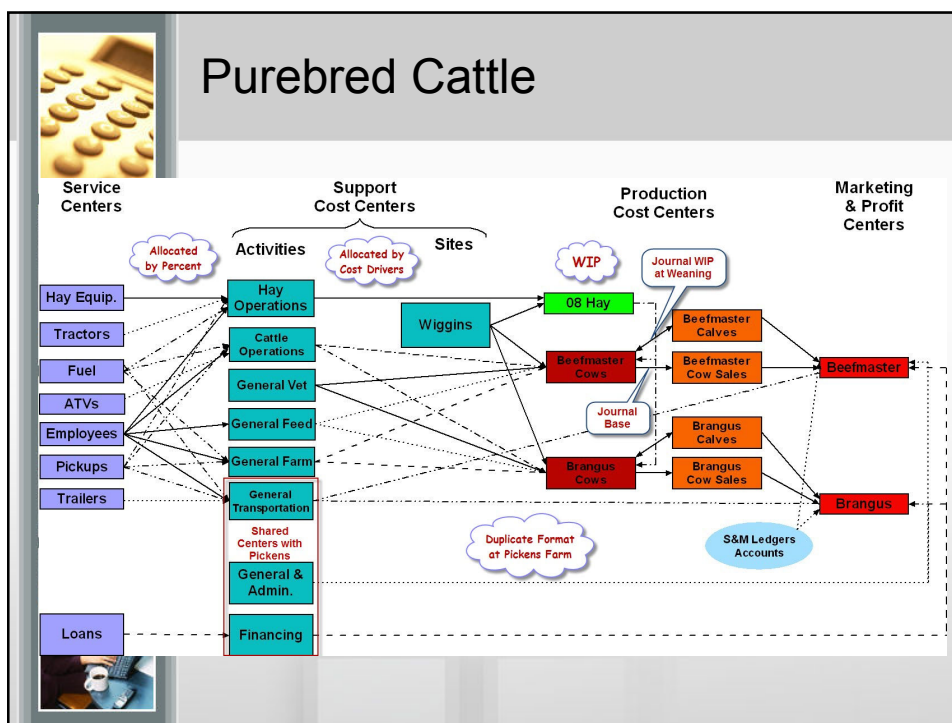 Purebred Cattle
Service
Centers
Support
Cost Centers
Production
Cost Centers
Marketing
& Profit
Centers
Allocated
by Percent
Activities
Allocated by
Cost Drivers
Sites
WIP
Journal WIP
at Weaning
Hay Equip.
Tractors
Fuel
ATVs
Employees
Pickups
Trailers
Loans
Hay
Operations
Cattle
Operations
General Vet
General Feed
General Farm
General
Transportation
Shared
Centers with
Pickens
General &
Admin.
Financing
Wiggins
08 Hay
Beefmaster
Cows
Journal
Base
Brangus
Cows
Duplicate Format
at Pickens Farm
Beefmaster
Calves
Beefmaster
Cow Sales
Brangus
Calves
Brangus
Cow Sales
S&M Ledgers
Accounts
Beefmaster
Brangus